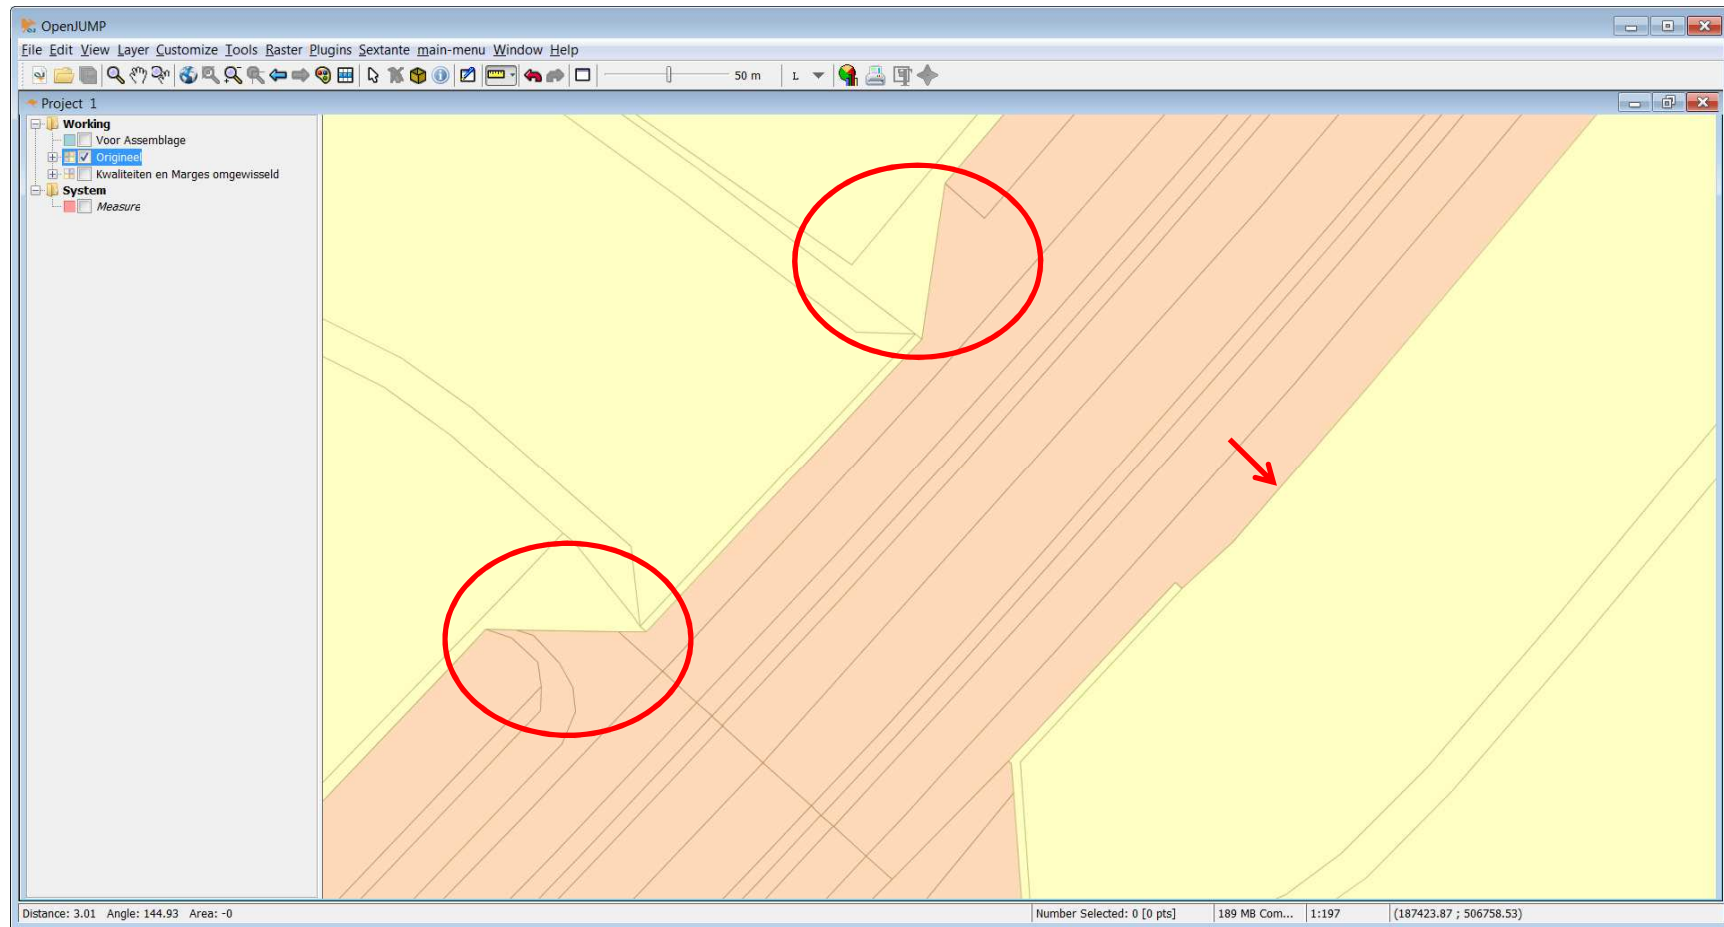 OpenJUMP
File Edit View Layer Customize Tools Raster Plugins Sextante main-menu Window Help
50 m L
Project 1
Working
Voor Assemblage
Origineel
Kwaliteiten en Marges omgewisseld
System
Measure
Distance: 3.01 Angle: 144.93 Area: -0 Number Selected: 0 [0 pts] 189 MB Com... 1:197 (187423.87 ; 506758.53)